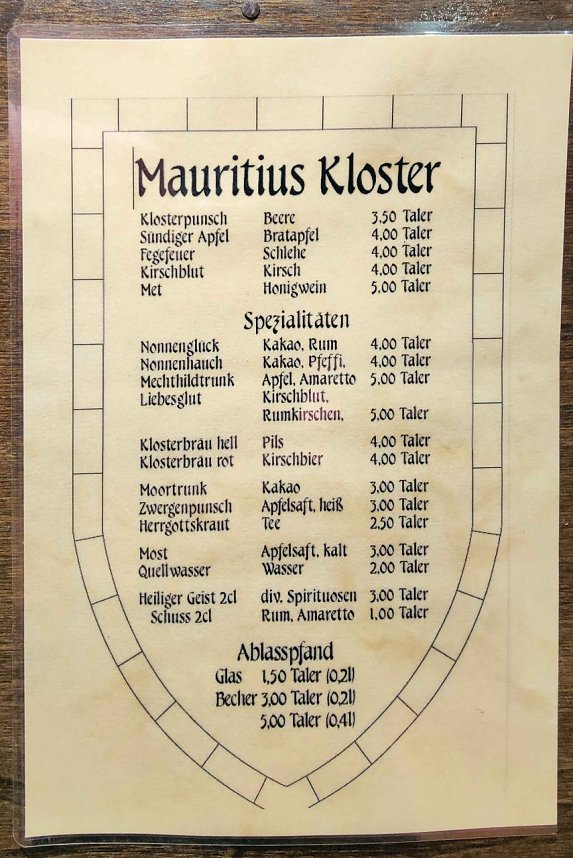 Mauritius Kloster
Klosterpunsch Beere 3,50 Taler
Sündiger Apfel Bratapfel 4,00 Taler
Fegefeuer Schlehe 4,00 Taler
Kirschblut Kirsch 4,00 Taler
Met Honigwein 5,00 Taler
Spezialitäten
Nonnenglück Kakao, Rum 4,00 Taler
Nonnenhauch Kakao, Pfeffi, 4,00 Taler
Mechthildtrunk Apfel, Amaretto 5,00 Taler
Liebesglut Kirschblut,
Rumkirschen, 5,00 Taler
Klosterbräu hell Pils 4,00 Taler
Klosterbräu rot Kirschbier 4,00 Taler
Moortrunk Kakao 3,00 Taler
Zwergenpunsch Apfelsaft, heiß 3,00 Taler
Herrgottskraut Tee 2,50 Taler
Most Apfelsaft, kalt 3,00 Taler
Quellwasser Wasser 2,00 Taler
Heiliger Geist 2cl div. Spirituosen 3,00 Taler
Schuss 2cl Rum, Amaretto 1,00 Taler
Ablasspfand
Glas 1,50 Taler (0,2l)
Becher 3,00 Taler (0,2l)
5,00 Taler (0,4l)